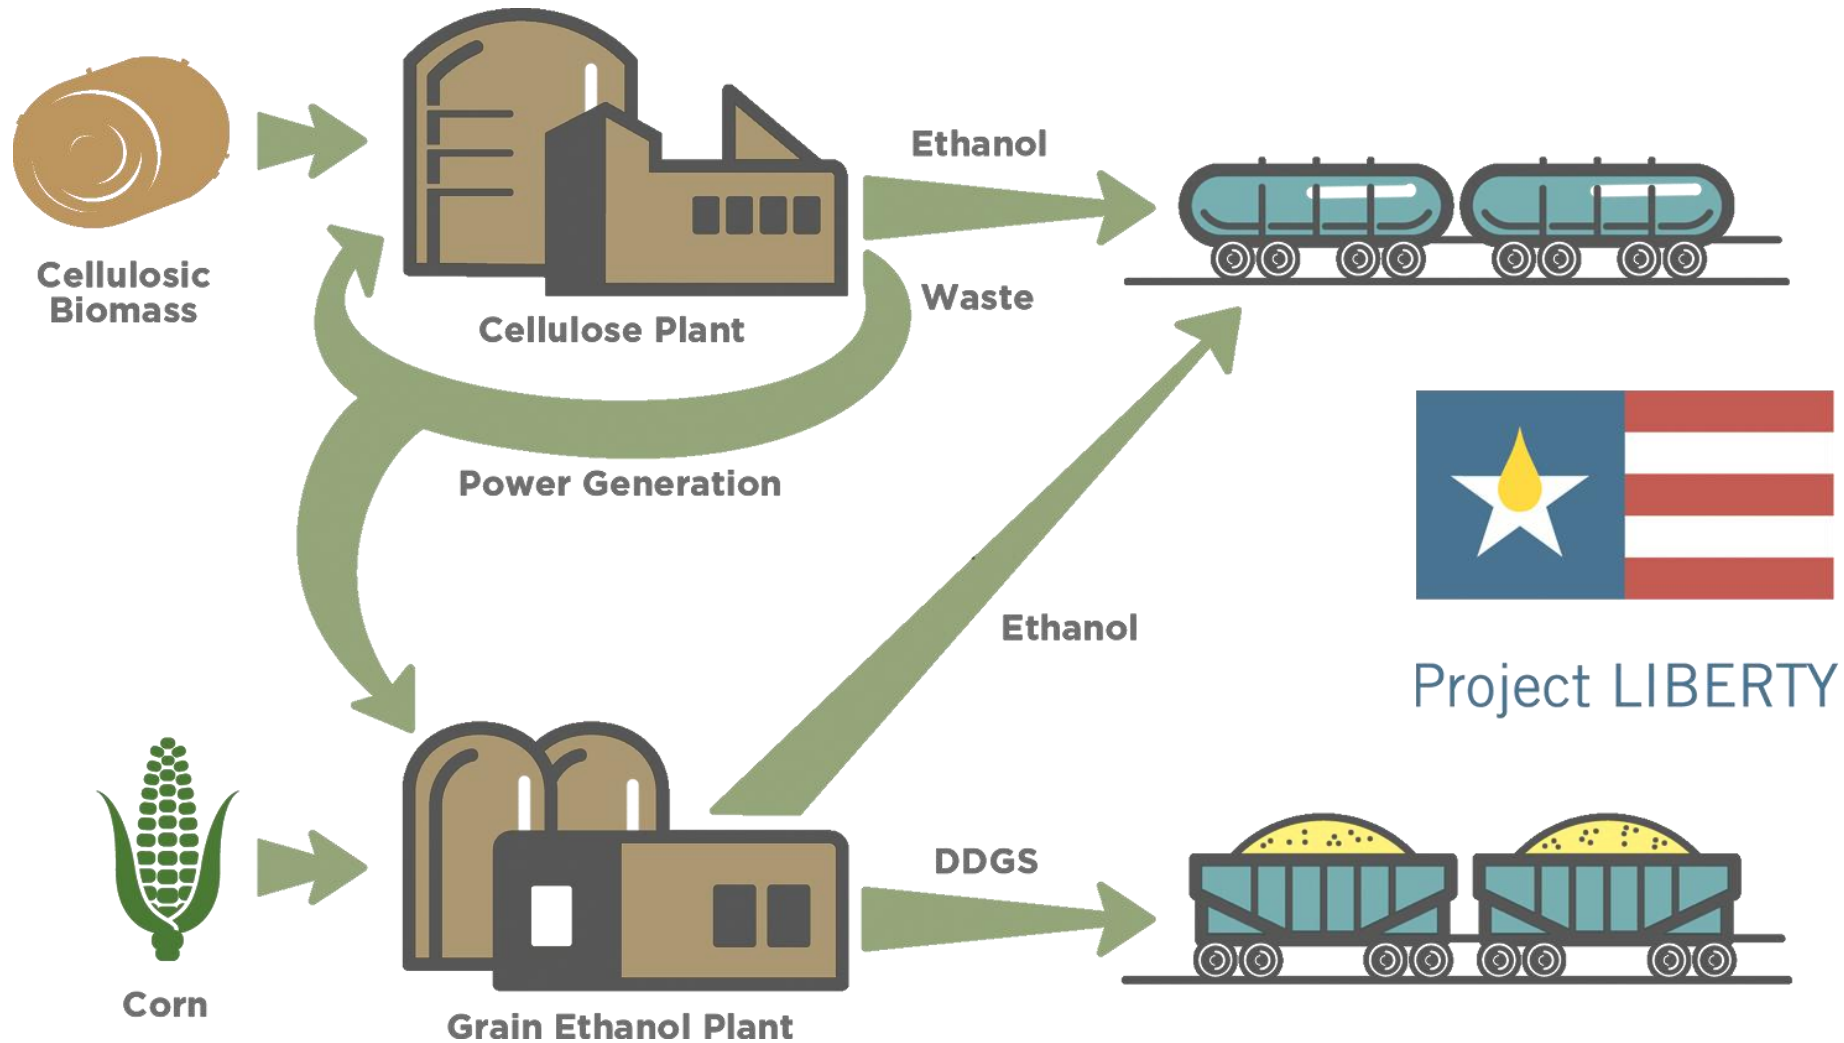 Ethanol
Cellulosic
Biomass
Waste
Cellulose Plant
Power Generation
Ethanol
Project LIBERTY
DDGS
Corn
Grain Ethanol Plant